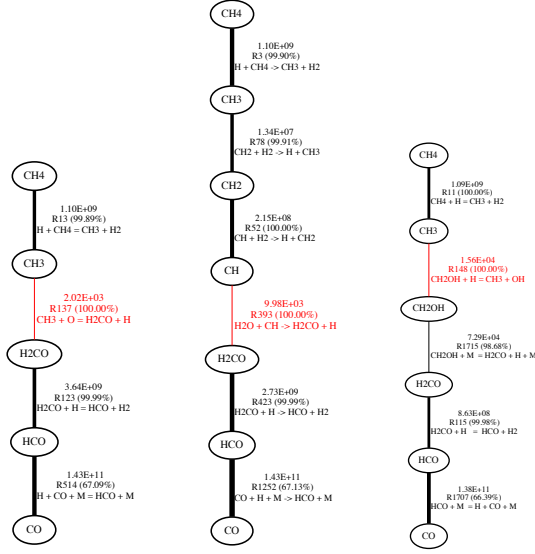 CH4
1.10E+09
R13 (99.89%)
H + CH4 = CH3 + H2
CH3
2.02E+03
R137 (100.00%)
CH3 + O = H2CO + H
H2CO
3.64E+09
R123 (99.99%)
H2CO + H = HCO + H2
HCO
1.43E+11
R514 (67.09%)
H + CO + M = HCO + M
CO
CH4
1.10E+09
R3 (99.90%)
H + CH4 -> CH3 + H2
CH3
1.34E+07
R78 (99.91%)
CH2 + H2 -> H + CH3
CH2
2.15E+08
R52 (100.00%)
CH + H2 -> H + CH2
CH
9.98E+03
R393 (100.00%)
H2O + CH -> H2CO + H
H2CO
2.73E+09
R423 (99.99%)
H2CO + H -> HCO + H2
HCO
1.43E+11
R1252 (67.13%)
CO + H + M -> HCO + M
CO
CH4
1.09E+09
R11 (100.00%)
CH4 + H = CH3 + H2
CH3
1.56E+04
R148 (100.00%)
CH2OH + H = CH3 + OH
CH2OH
7.29E+04
R1715 (98.68%)
CH2OH + M = H2CO + H + M
H2CO
8.63E+08
R115 (99.98%)
H2CO + H = HCO + H2
HCO
1.38E+11
R1707 (66.39%)
HCO + M = H + CO + M
CO